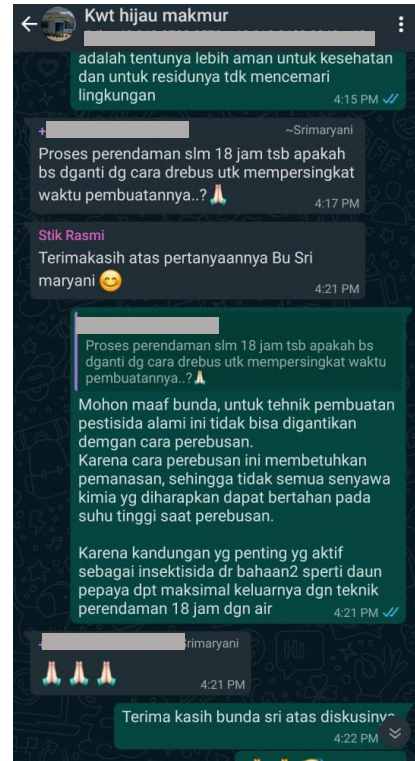 Kwt hijau makmur
adalah tentunya lebih aman untuk kesehatan
dan untuk residunya tdk mencemari
lingkungan
4:15 PM
~Srimaryani
Proses perendaman slm 18 jam tsb apakah
bs dganti dg cara drebus utk mempersingkat
waktu pembuatannya..?
4:17 PM
Stik Rasmi
Terimakasih atas pertanyaannya Bu Sri
maryani
4:21 PM
Proses perendaman slm 18 jam tsb apakah bs
dganti dg cara drebus utk mempersingkat waktu
pembuatannya..?
Mohon maaf bunda, untuk tehnik pembuatan
pestisida alami ini tidak bisa digantikan
demgan cara perebusan.
Karena cara perebusan ini membetuhkan
pemanasan, sehingga tidak semua senyawa
kimia yg diharapkan dapat bertahan pada
suhu tinggi saat perebusan.
Karena kandungan yg penting yg aktif
sebagai insektisida dr bahaan2 sperti daun
pepaya dpt maksimal keluarnya dgn teknik
perendaman 18 jam dgn air
4:21 PM
rimaryani
4:21 PM
Terima kasih bunda sri atas diskusinya
4:22 PM